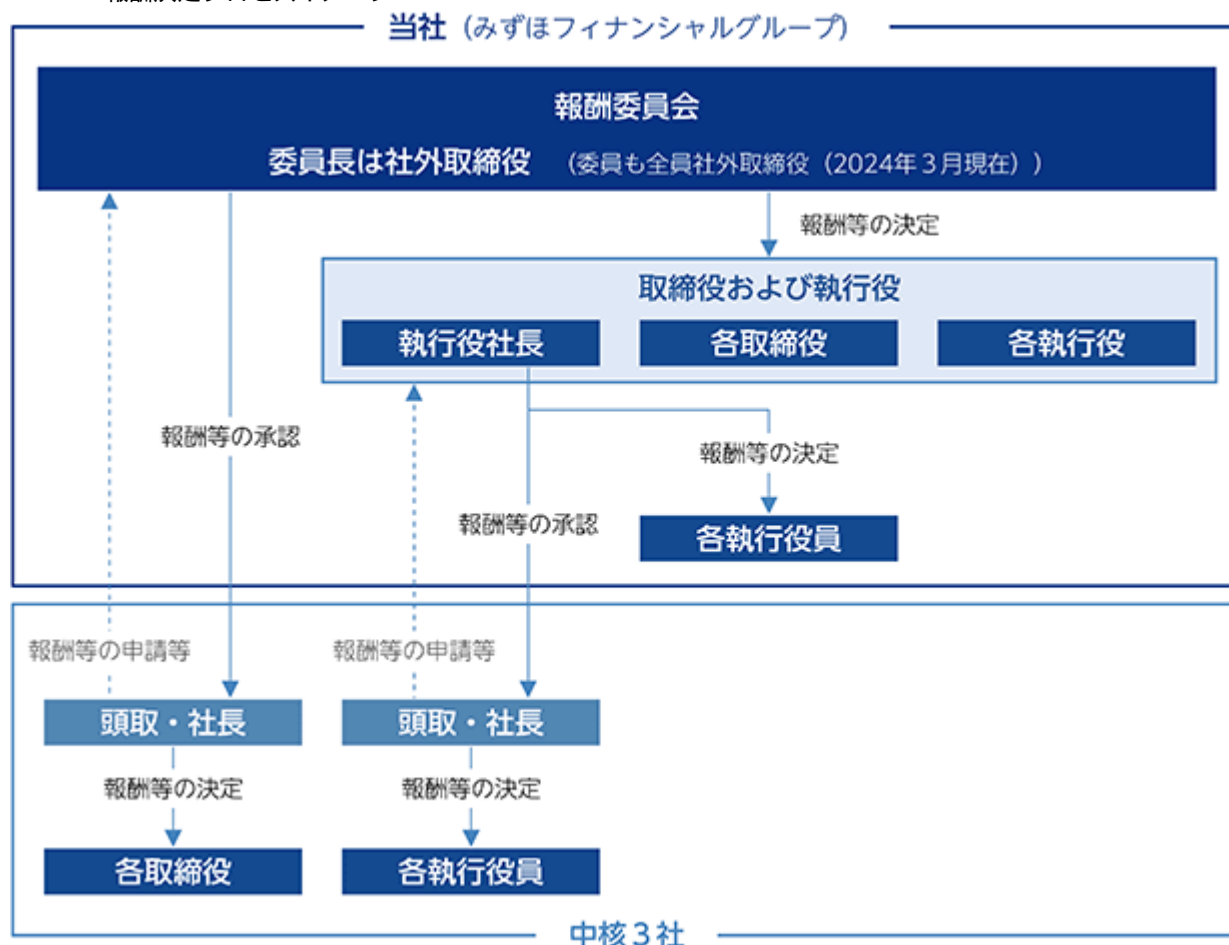 当社（みずほフィナンシャルグループ）
報酬委員会
委員長は社外取締役 （委員も全員社外取締役（2024年3月現在））
報酬等の決定
取締役および執行役
執行役社長 各取締役 各執行役
報酬等の承認
報酬等の決定
報酬等の承認
各執行役員
報酬等の申請等 報酬等の申請等
頭取・社長 頭取・社長
報酬等の決定 報酬等の決定
各取締役 各執行役員
中核3社